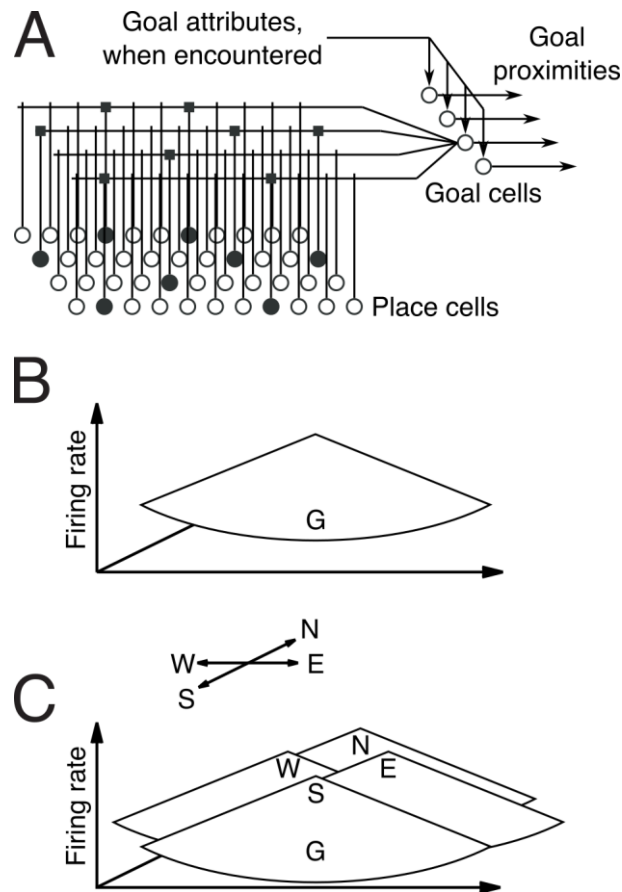 A
Goal attributes,
when encountered
Goal
proximities
Goal cells
Place cells
B
Firing rate
G
N
W
E
S
C
Firing rate
N
W
E
S
G